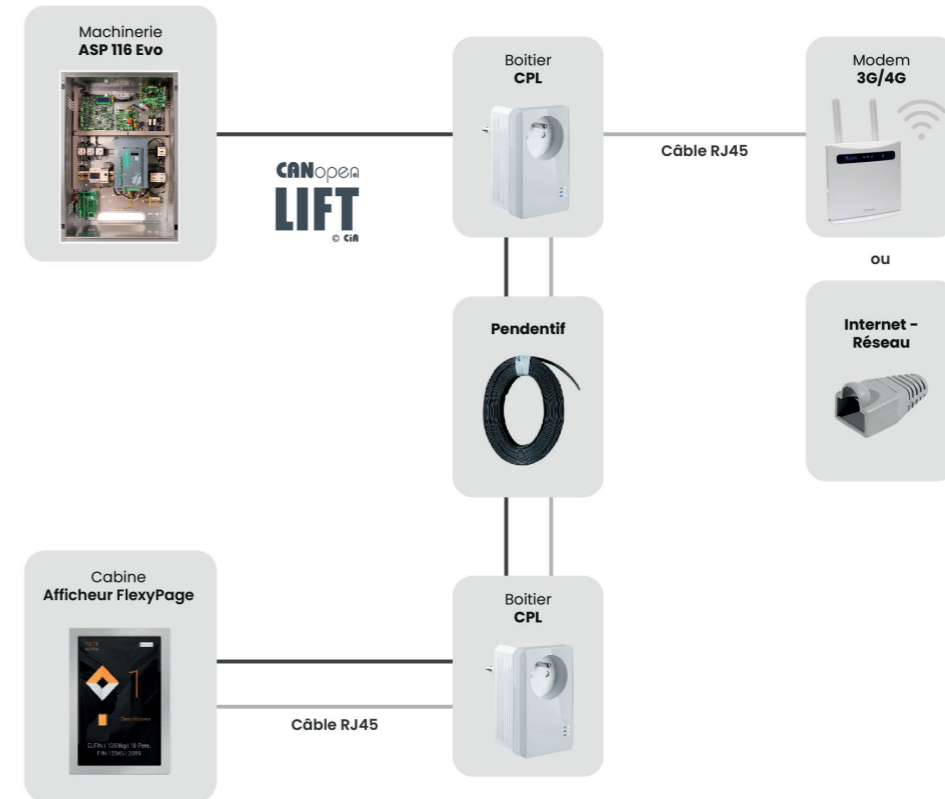 Machinerie
ASP 116 Evo
Boitier
CPL
Modem
3G/4G
Câble RJ45
CANopen
LIFT
© CiA
ou
Pendentif
Internet -
Réseau
Cabine
Afficheur FlexyPage
Boitier
CPL
1
Câble RJ45